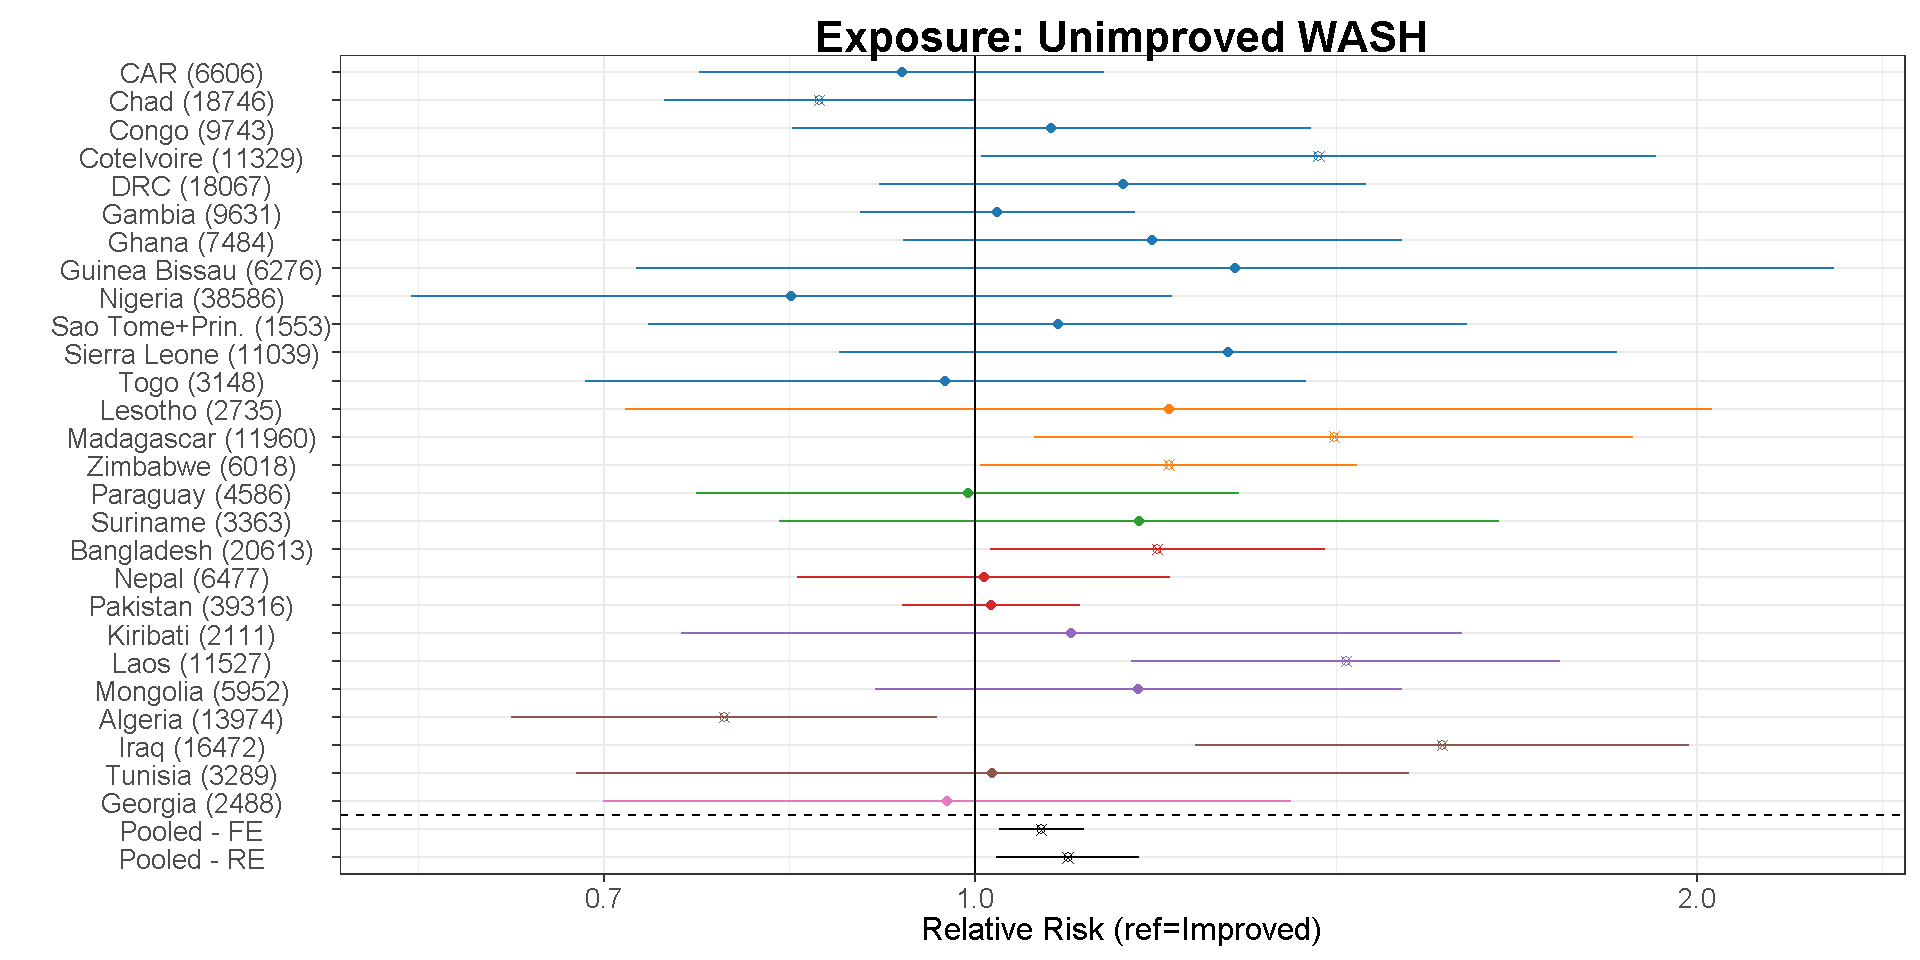 Exposure: Unimproved WASH
CAR (6606)
Chad (18746)
Congo (9743)
CoteIvoire (11329)
DRC (18067)
Gambia (9631)
Ghana (7484)
Guinea Bissau (6276)
Nigeria (38586)
Sao Tome+Prin. (1553)
Sierra Leone (11039)
Togo (3148)
Lesotho (2735)
Madagascar (11960)
Zimbabwe (6018)
Paraguay (4586)
Suriname (3363)
Bangladesh (20613)
Nepal (6477)
Pakistan (39316)
Kiribati (2111)
Laos (11527)
Mongolia (5952)
Algeria (13974)
Iraq (16472)
Tunisia (3289)
Georgia (2488)
Pooled - FE
Pooled - RE
0.7 1.0 2.0
Relative Risk (ref=Improved)